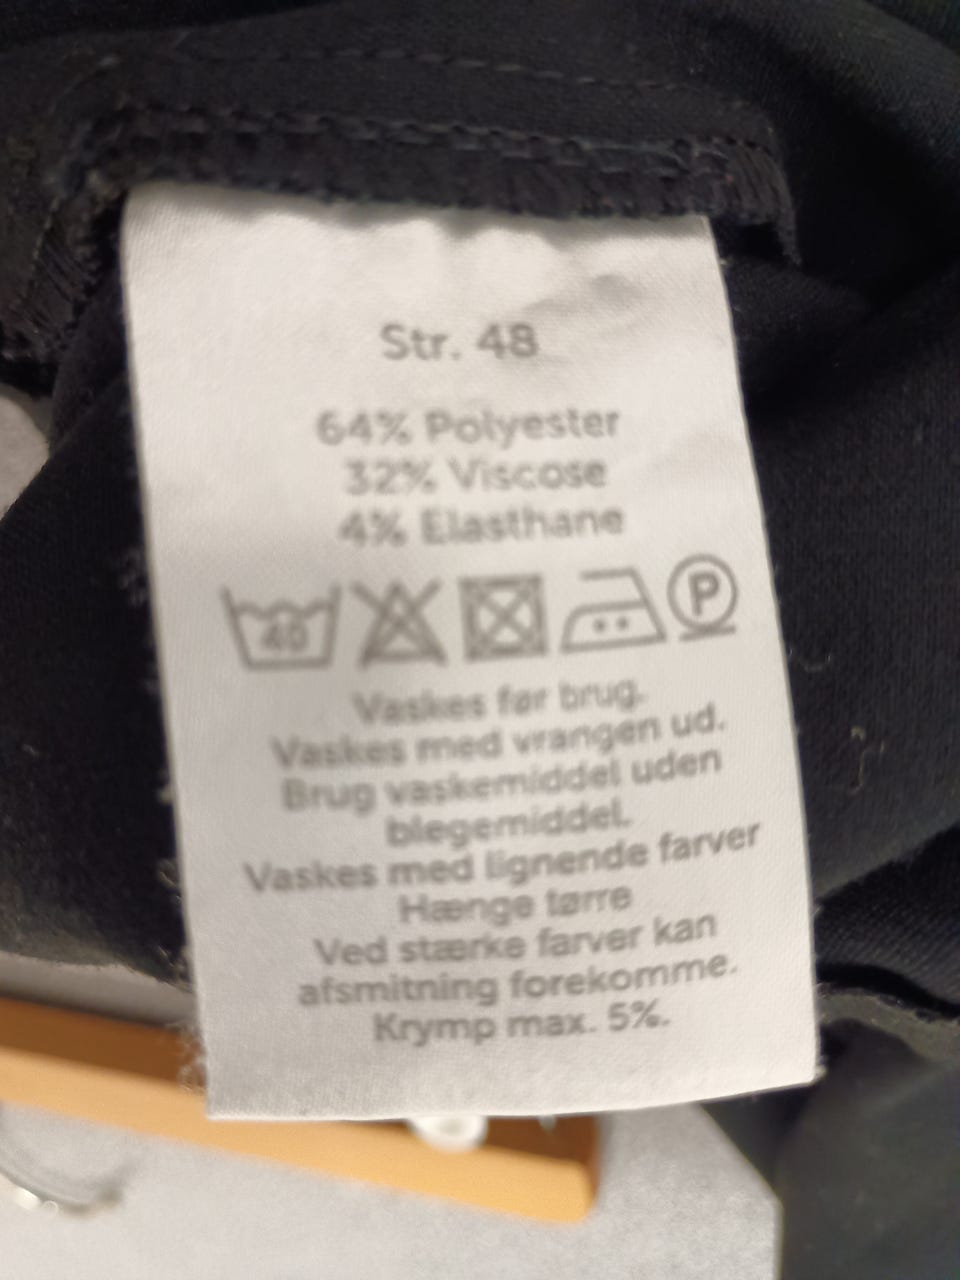 Str. 48
64% Polyester
32% Viscose
4% Elasthane
40 P
Vaskes før brug.
Vaskes med vrangen ud.
Brug vaskemiddel uden
blegemiddel.
Vaskes med lignende farver
Hænge tørre
Ved stærke farver kan
afsmitning forekomme.
Krymp max. 5%.